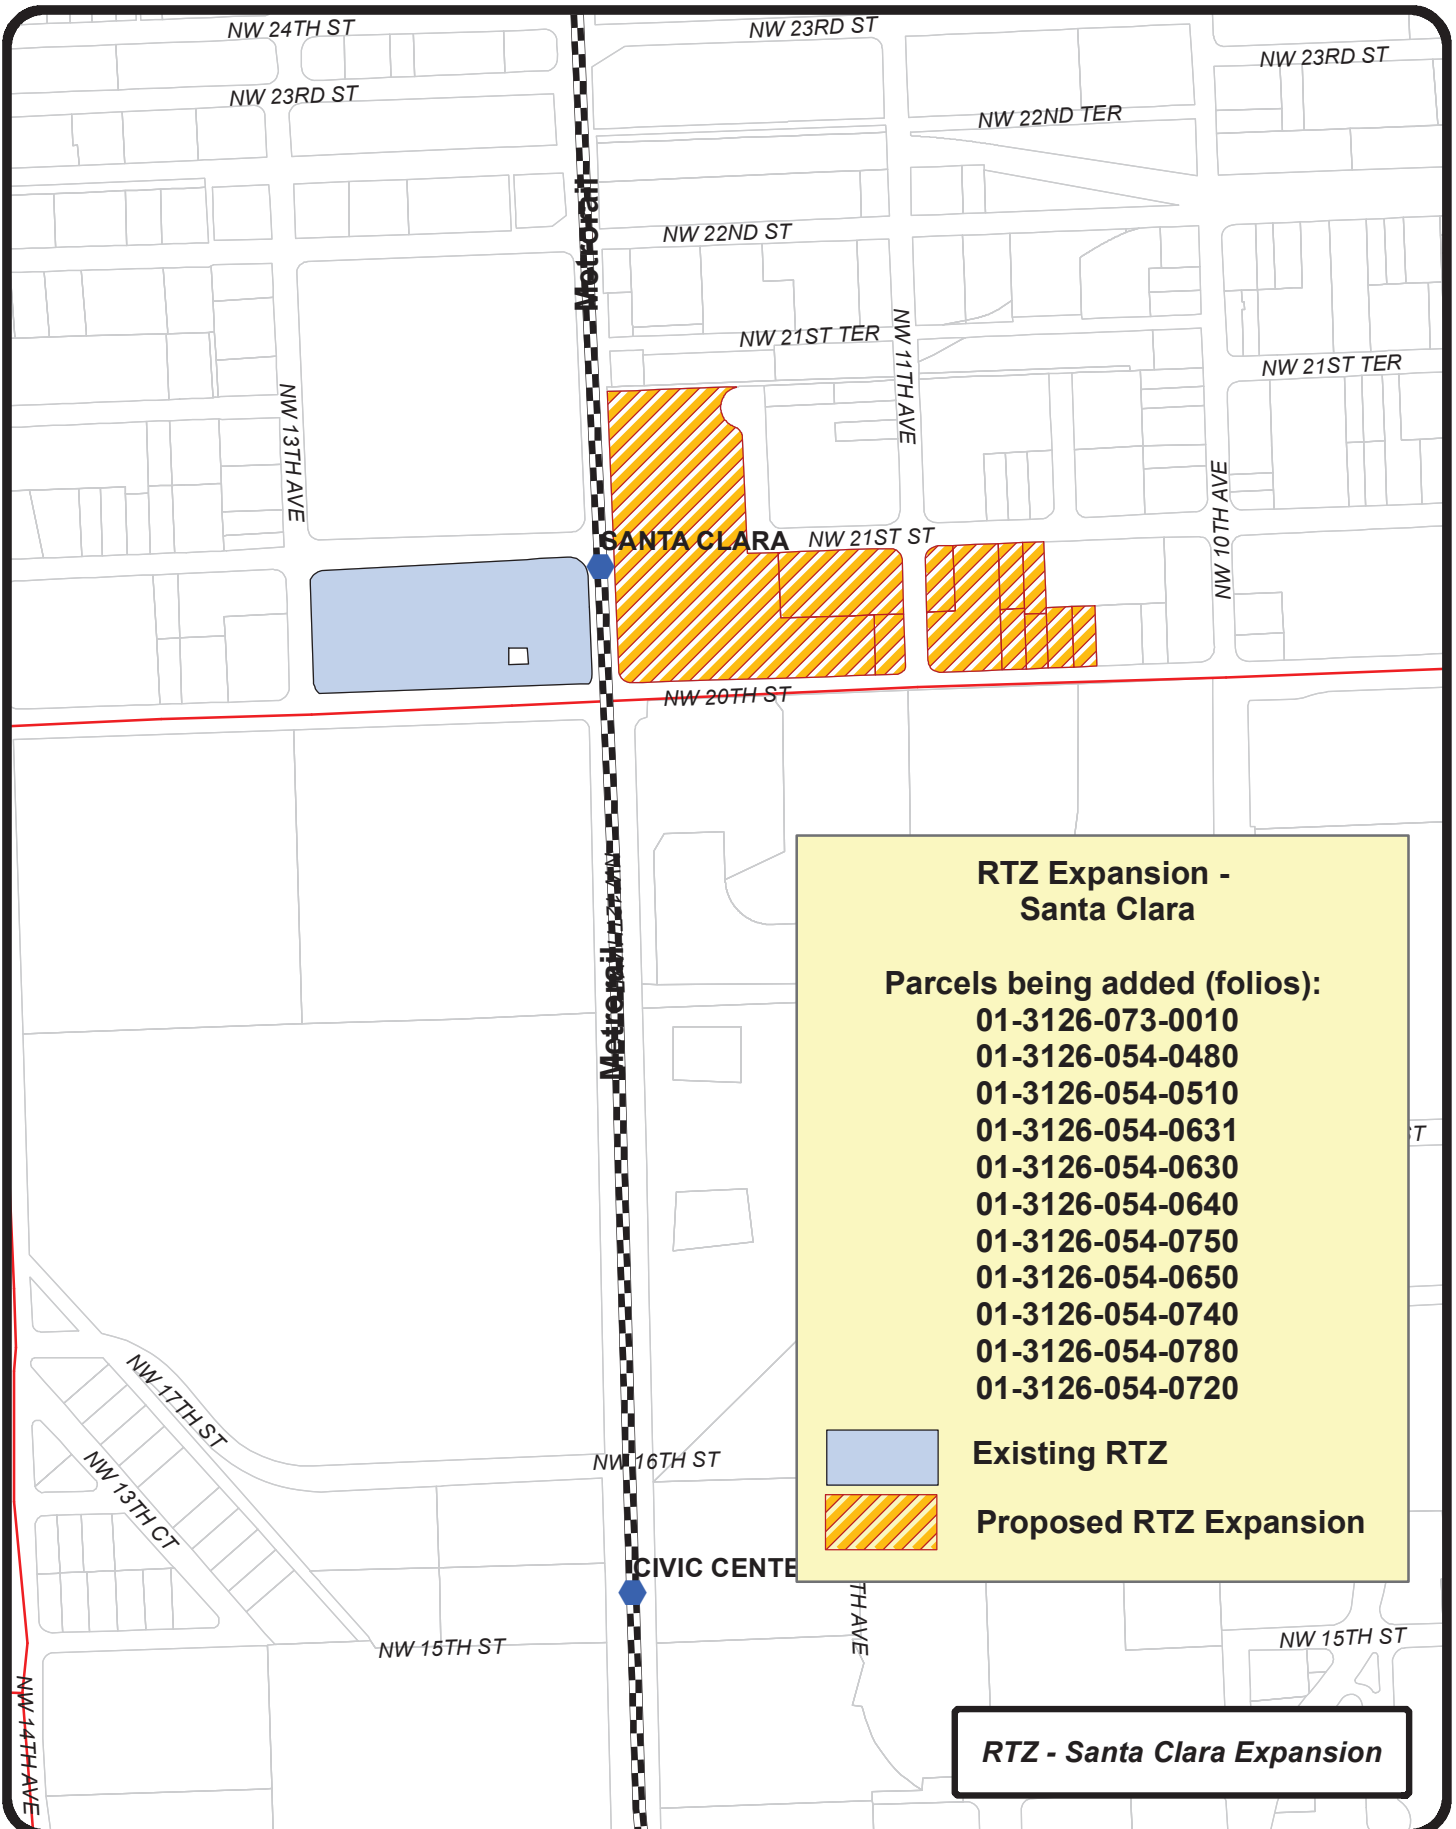 NW 24TH ST
NW 23RD ST
NW 23RD ST
NW 23RD ST
NW 22ND TER
Metrorail
NW 22ND ST
NW 21ST TER
NW 11TH AVE
NW 21ST TER
NW 13TH AVE
NW 10TH AVE
SANTA CLARA
NW 21ST ST
NW 20TH ST
Metrorail
RTZ Expansion -
Santa Clara
Parcels being added (folios):
01-3126-073-0010
01-3126-054-0480
01-3126-054-0510
01-3126-054-0631
01-3126-054-0630
01-3126-054-0640
01-3126-054-0750
01-3126-054-0650
01-3126-054-0740
01-3126-054-0780
01-3126-054-0720
Existing RTZ
Proposed RTZ Expansion
ST
NW 17TH ST
NW 13TH CT
NW 16TH ST
CIVIC CENTE
TH AVE
NW 15TH ST
NW 15TH ST
NW 14TH AVE
RTZ - Santa Clara Expansion